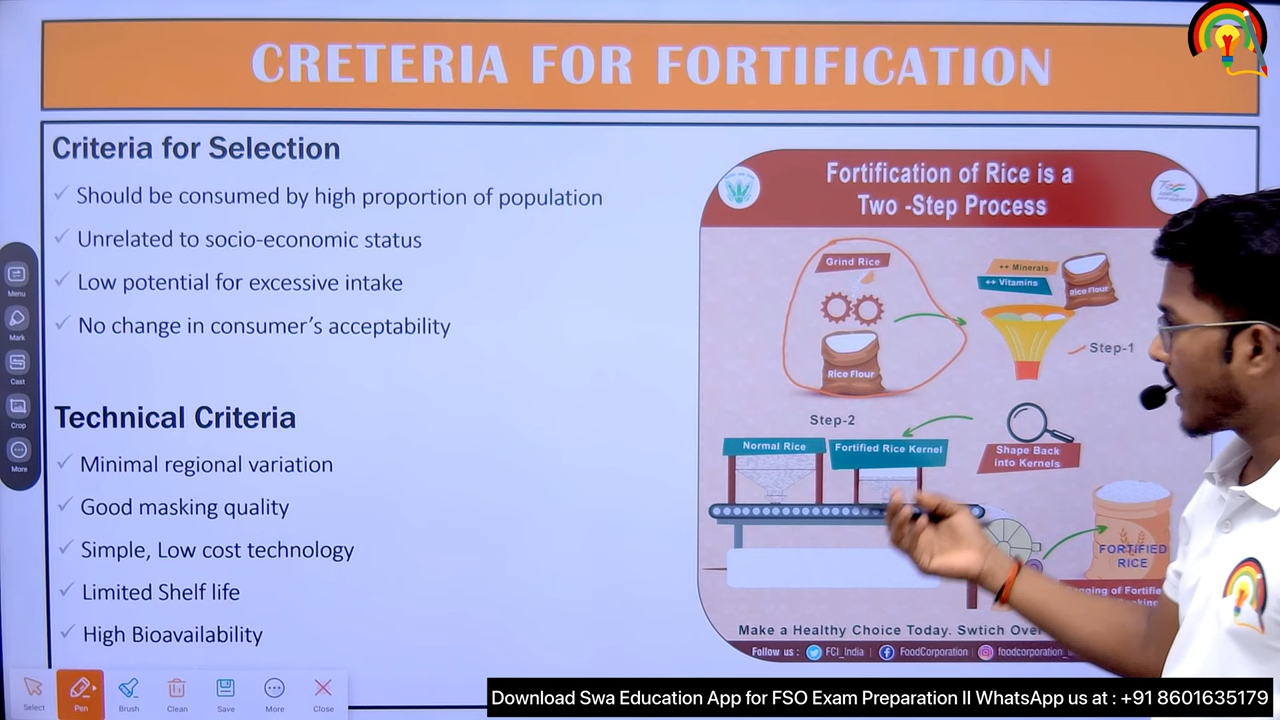 CRETERIA FOR FORTIFICATION
Criteria for Selection
Should be consumed by high proportion of population
Unrelated to socio-economic status
Low potential for excessive intake
No change in consumer's acceptability
Technical Criteria
Minimal regional variation
Good masking quality
Simple, Low cost technology
Limited Shelf life
High Bioavailability
Fortification of Rice is a
Two -Step Process
Grind Rice
Rice Flour
++ Minerals
++ Vitamins
Rice Flour
Step-1
Step-2
Normal Rice
Fortified Rice Kernel
Shape Back
into Kernels
FORTIFIED
RICE
Make a Healthy Choice Today. Swtich
Follow us :
FCI_India
FoodCorporation
Menu
Mark
Cast
Crop
More
Select
Pen
Brush
Clean
Save
More
Close
Download Swa Education App for FSO Exam Preparation II WhatsApp us at : +91 8601635179